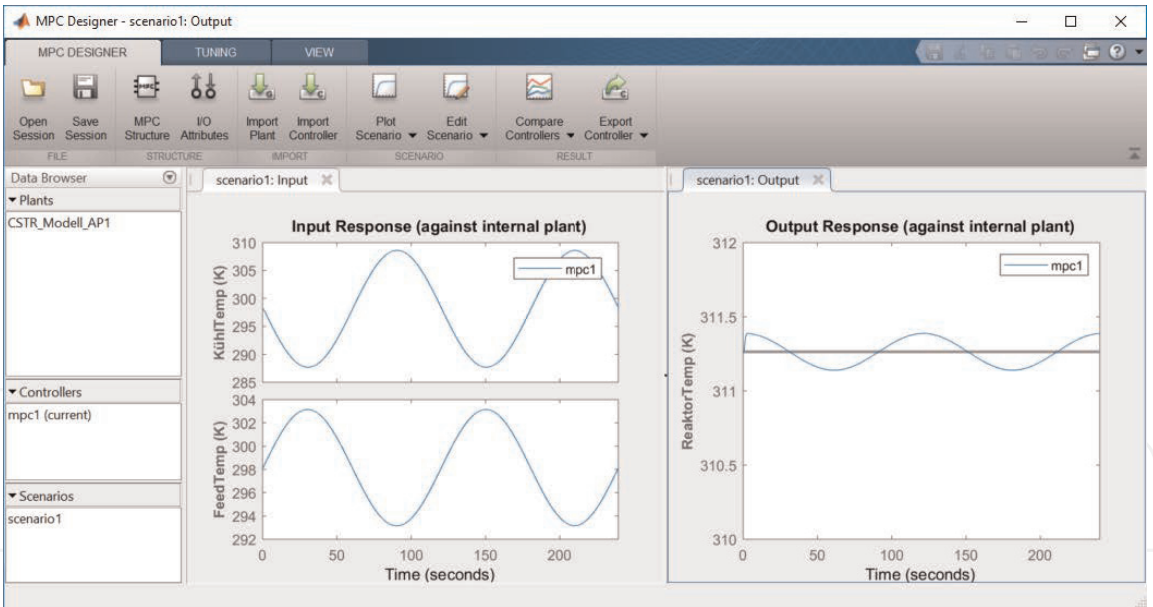 MPC Designer - scenario1: Output
MPC DESIGNER TUNING VIEW
Open Session
Save Session
MPC Structure
I/O Attributes
Import Plant
Import Controller
Plot Scenario
Edit Scenario
Compare Controllers
Export Controller
FILE STRUCTURE IMPORT SCENARIO RESULT
Data Browser
Plants
CSTR_Modell_AP1
Controllers
mpc1 (current)
Scenarios
scenario1
scenario1: Input
Input Response (against internal plant)
KühlTemp (K)
310
305
300
295
290
285
mpc1
FeedTemp (K)
304
302
300
298
296
294
292
0 50 100 150 200
Time (seconds)
scenario1: Output
Output Response (against internal plant)
ReaktorTemp (K)
312
311.5
311
310.5
310
mpc1
0 50 100 150 200
Time (seconds)